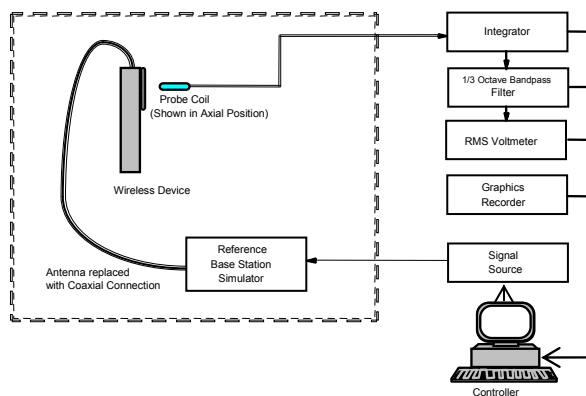 Integrator
1/3 Octave Bandpass
Filter
RMS Voltmeter
Graphics
Recorder
Probe Coil
(Shown in Axial Position)
Wireless Device
Reference
Base Station
Simulator
Antenna replaced
with Coaxial Connection
Signal
Source
Controller